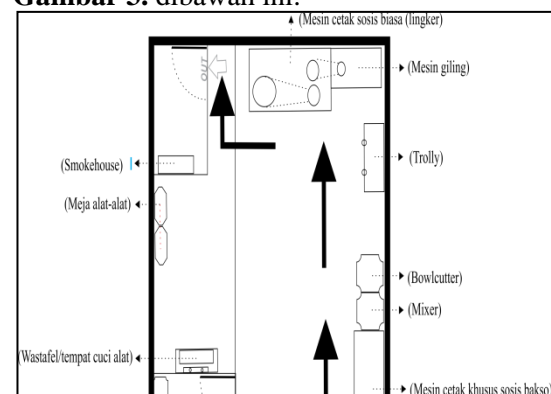 Gambar 3. dibawah ini:
(Mesin cetak sosis biasa (lingker)
OUT
(Mesin giling)
(Smokehouse)
(Trolly)
(Meja alat-alat)
(Bowlcutter)
(Mixer)
(Wastafel/tempat cuci alat)
(Mesin cetak khusus sosis bakso)